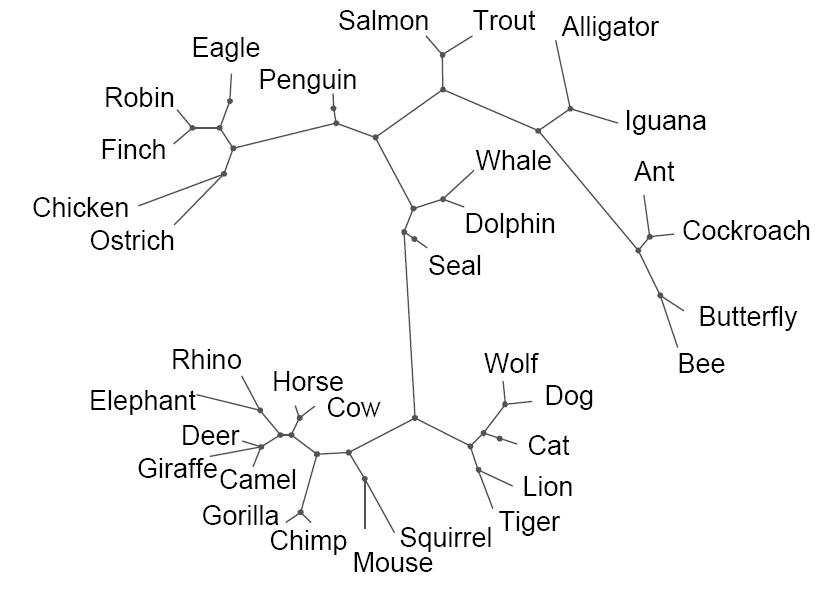 Salmon
Trout
Alligator
Eagle
Penguin
Robin
Iguana
Finch
Whale
Ant
Chicken
Dolphin
Cockroach
Ostrich
Seal
Butterfly
Bee
Rhino
Wolf
Horse
Dog
Elephant
Cow
Deer
Cat
Giraffe
Camel
Lion
Gorilla
Tiger
Chimp
Squirrel
Mouse